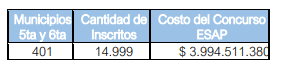 Municipios Cantidad de Costo del Concurso
5ta y 6ta Inscritos ESAP
401 14.999 $ 3.994.511.380